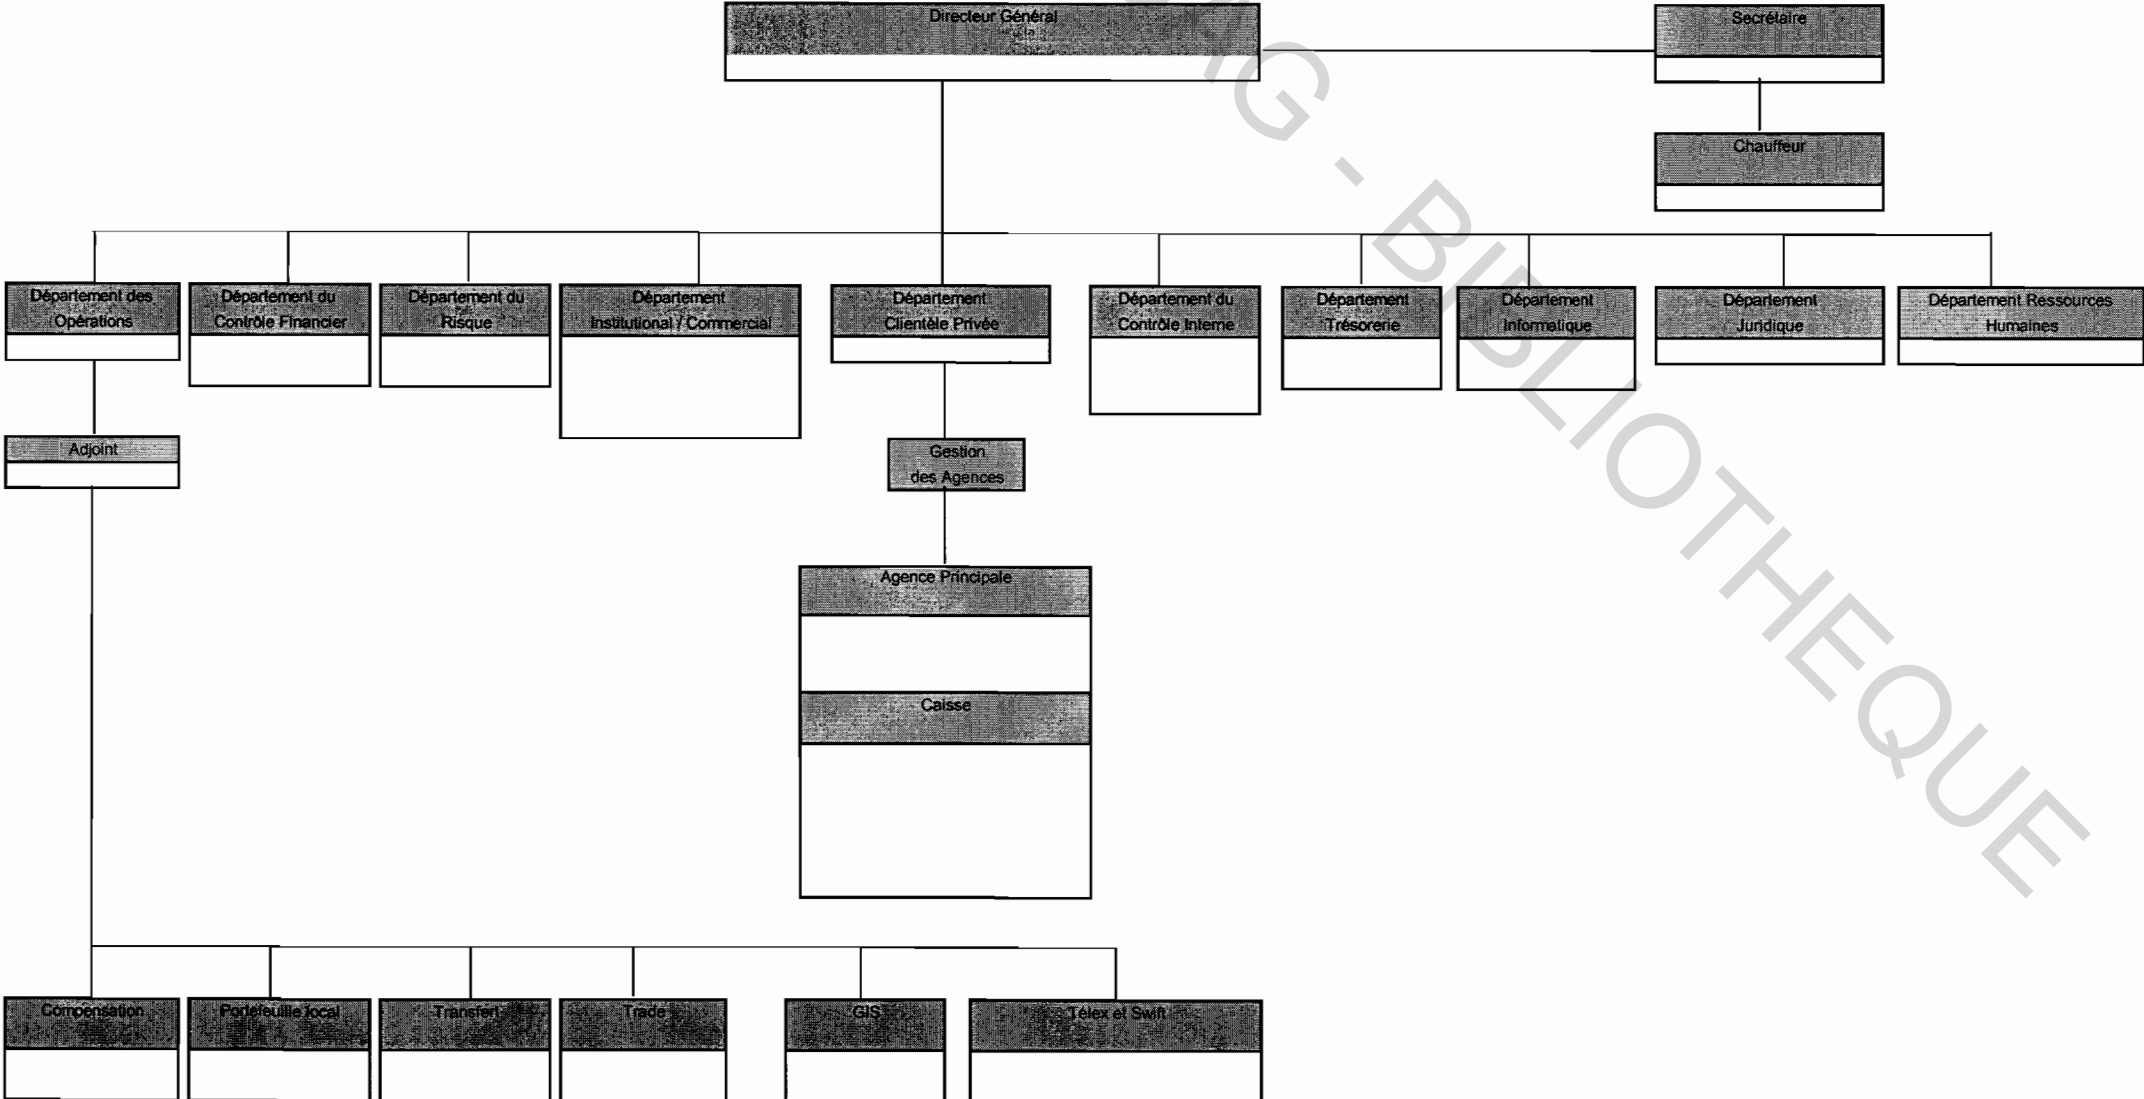 Directeur Général
Secrétaire
Chauffeur
Département des
Opérations
Département du
Contrôle Financier
Département du
Risque
Département
Institutional / Commercial
Département
Clientèle Privée
Département du
Contrôle Interne
Département
Trésorerie
Département
Informatique
Département
Juridique
Département Ressources
Humaines
Adjoint
Gestion
des Agences
Agence Principale
Caisse
Compensation
Portefeuille local
Transfert
Trade
GIS
Télex et Swift
AG - BIBLIOTHEQUE